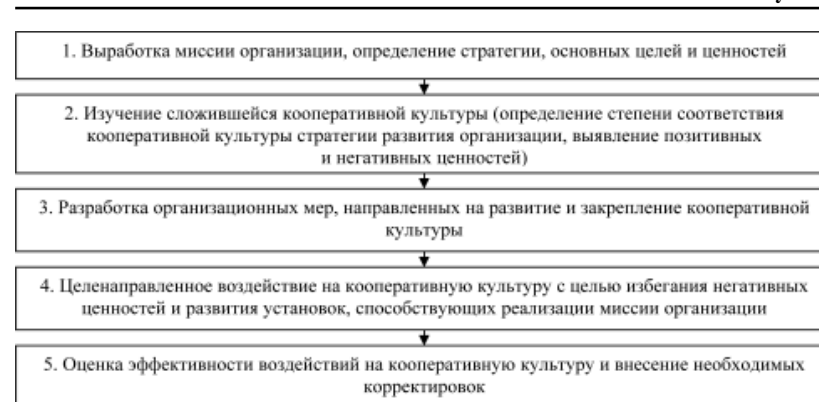 1. Выработка миссии организации, определение стратегии, основных целей и ценностей
2. Изучение сложившейся кооперативной культуры (определение степени соответствия
кооперативной культуры стратегии развития организации, выявление позитивных
и негативных ценностей)
3. Разработка организационных мер, направленных на развитие и закрепление кооперативной
культуры
4. Целенаправленное воздействие на кооперативную культуру с целью избегания негативных
ценностей и развития установок, способствующих реализации миссии организации
5. Оценка эффективности воздействий на кооперативную культуру и внесение необходимых
корректировок